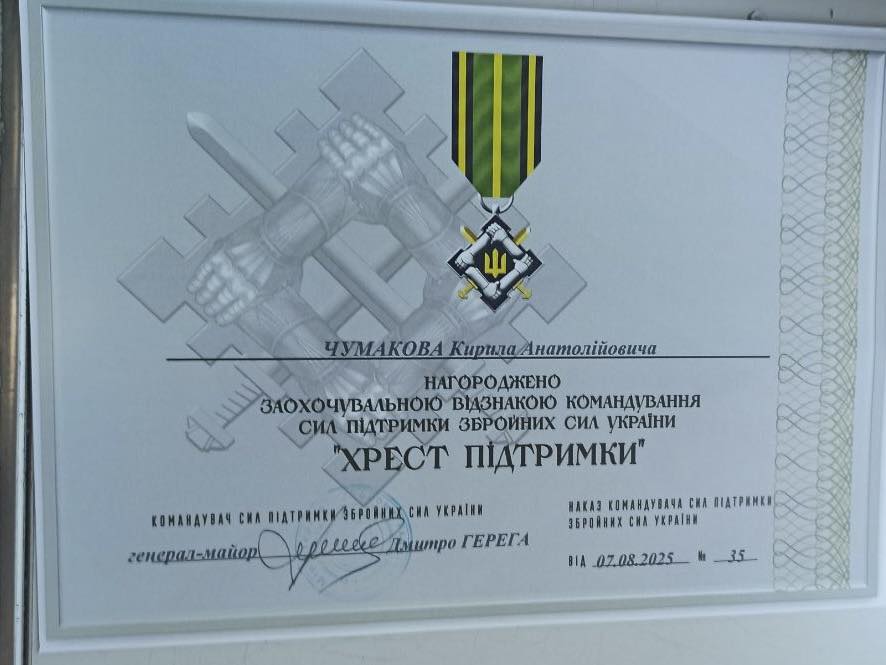 ЧУМАКОВА Кирила Анатолійовича
НАГОРОДЖЕНО
ЗАОХОЧУВАЛЬНОЮ ВІДЗНАКОЮ КОМАНДУВАННЯ
СИЛ ПІДТРИМКИ ЗБРОЙНИХ СИЛ УКРАЇНИ
"ХРЕСТ ПІДТРИМКИ"
КОМАНДУВАЧ СИЛ ПІДТРИМКИ ЗБРОЙНИХ СИЛ УКРАЇНИ
генерал-майор Дмитро ГЕРЕГА
НАКАЗ КОМАНДУВАЧА СИЛ ПІДТРИМКИ
ЗБРОЙНИХ СИЛ УКРАЇНИ
ВІД 07.08.2025 № 35